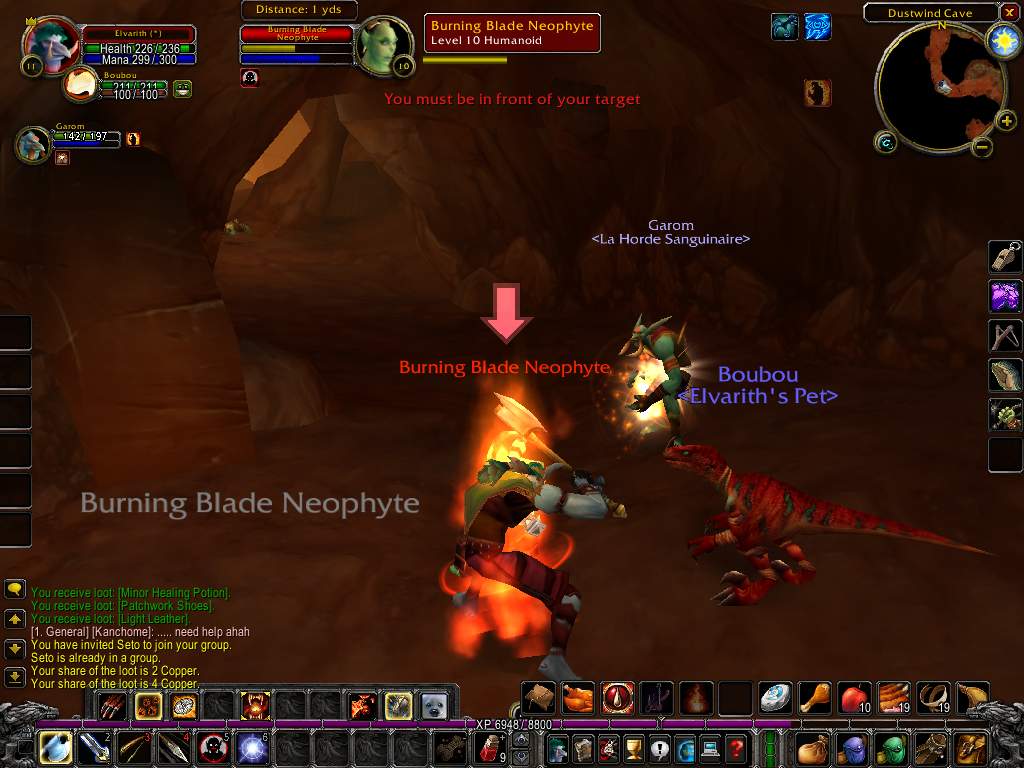 Distance: 1 yds
Dustwind Cave
N
Elvarith (*)
Health 226/236
Mana 299/300
11
Burning Blade
Neophyte
10
Burning Blade Neophyte
Level 10 Humanoid
Boubou
211/211
100/100
You must be in front of your target
Garom
142/197
Garom
<La Horde Sanguinaire>
Burning Blade Neophyte
Boubou
<Elvarith's Pet>
Burning Blade Neophyte
You receive loot: [Minor Healing Potion].
You receive loot: [Patchwork Shoes].
You receive loot: [Light Leather].
[1. General] [Kanchome]: ..... need help ahah
You have invited Seto to join your group.
Seto is already in a group.
Your share of the loot is 2 Copper.
Your share of the loot is 4 Copper.
10
19
19
XP 6948/8800
2
3
4
5
6
9